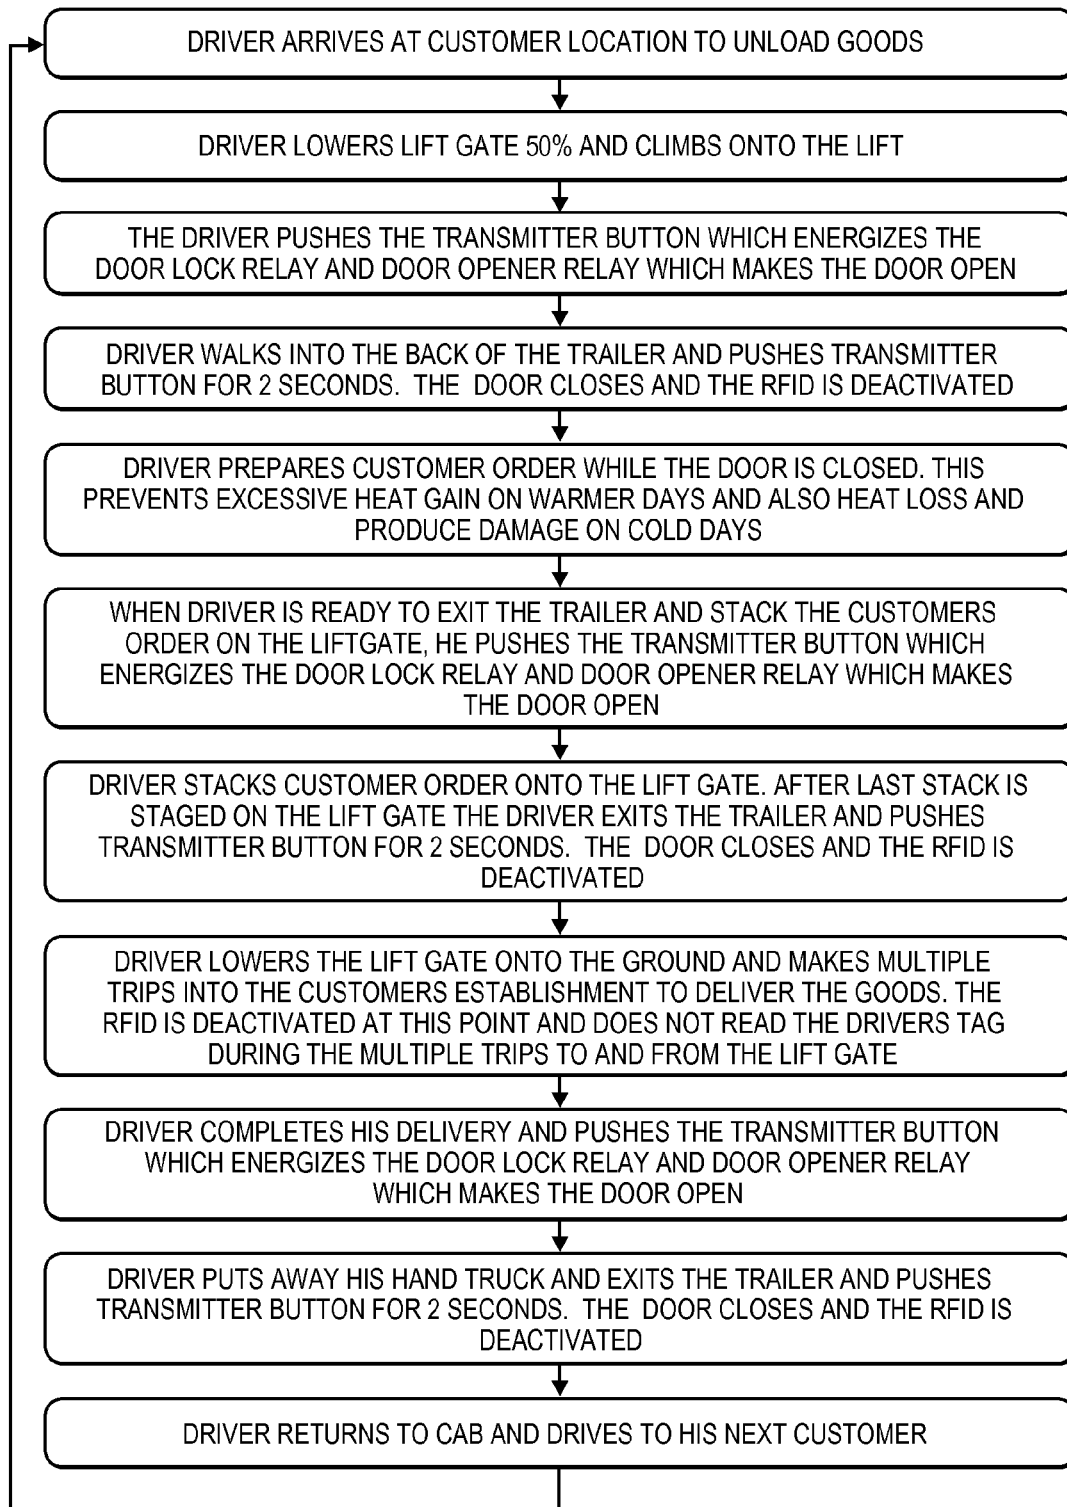 DRIVER ARRIVES AT CUSTOMER LOCATION TO UNLOAD GOODS
DRIVER LOWERS LIFT GATE 50% AND CLIMBS ONTO THE LIFT
THE DRIVER PUSHES THE TRANSMITTER BUTTON WHICH ENERGIZES THE
DOOR LOCK RELAY AND DOOR OPENER RELAY WHICH MAKES THE DOOR OPEN
DRIVER WALKS INTO THE BACK OF THE TRAILER AND PUSHES TRANSMITTER
BUTTON FOR 2 SECONDS. THE DOOR CLOSES AND THE RFID IS DEACTIVATED
DRIVER PREPARES CUSTOMER ORDER WHILE THE DOOR IS CLOSED. THIS
PREVENTS EXCESSIVE HEAT GAIN ON WARMER DAYS AND ALSO HEAT LOSS AND
PRODUCE DAMAGE ON COLD DAYS
WHEN DRIVER IS READY TO EXIT THE TRAILER AND STACK THE CUSTOMERS
ORDER ON THE LIFTGATE, HE PUSHES THE TRANSMITTER BUTTON WHICH
ENERGIZES THE DOOR LOCK RELAY AND DOOR OPENER RELAY WHICH MAKES
THE DOOR OPEN
DRIVER STACKS CUSTOMER ORDER ONTO THE LIFT GATE. AFTER LAST STACK IS
STAGED ON THE LIFT GATE THE DRIVER EXITS THE TRAILER AND PUSHES
TRANSMITTER BUTTON FOR 2 SECONDS. THE DOOR CLOSES AND THE RFID IS
DEACTIVATED
DRIVER LOWERS THE LIFT GATE ONTO THE GROUND AND MAKES MULTIPLE
TRIPS INTO THE CUSTOMERS ESTABLISHMENT TO DELIVER THE GOODS. THE
RFID IS DEACTIVATED AT THIS POINT AND DOES NOT READ THE DRIVERS TAG
DURING THE MULTIPLE TRIPS TO AND FROM THE LIFT GATE
DRIVER COMPLETES HIS DELIVERY AND PUSHES THE TRANSMITTER BUTTON
WHICH ENERGIZES THE DOOR LOCK RELAY AND DOOR OPENER RELAY
WHICH MAKES THE DOOR OPEN
DRIVER PUTS AWAY HIS HAND TRUCK AND EXITS THE TRAILER AND PUSHES
TRANSMITTER BUTTON FOR 2 SECONDS. THE DOOR CLOSES AND THE RFID IS
DEACTIVATED
DRIVER RETURNS TO CAB AND DRIVES TO HIS NEXT CUSTOMER